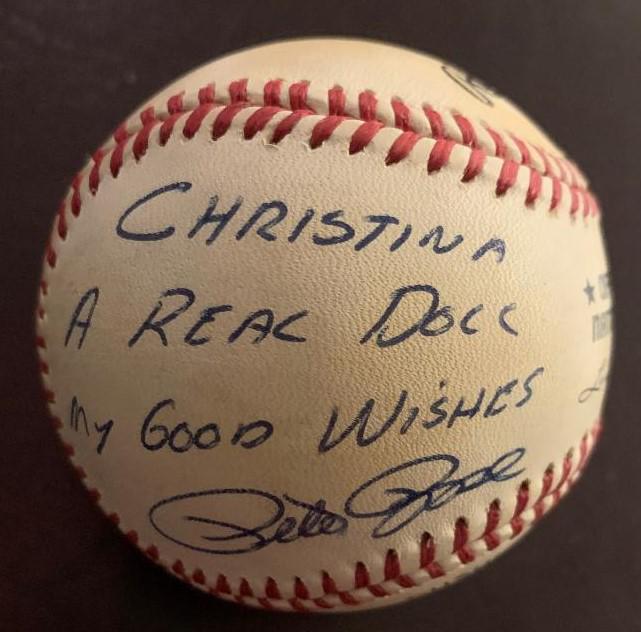 CHRISTINA
A REAL DOLL
MY GOOD WISHES
Pete Rose